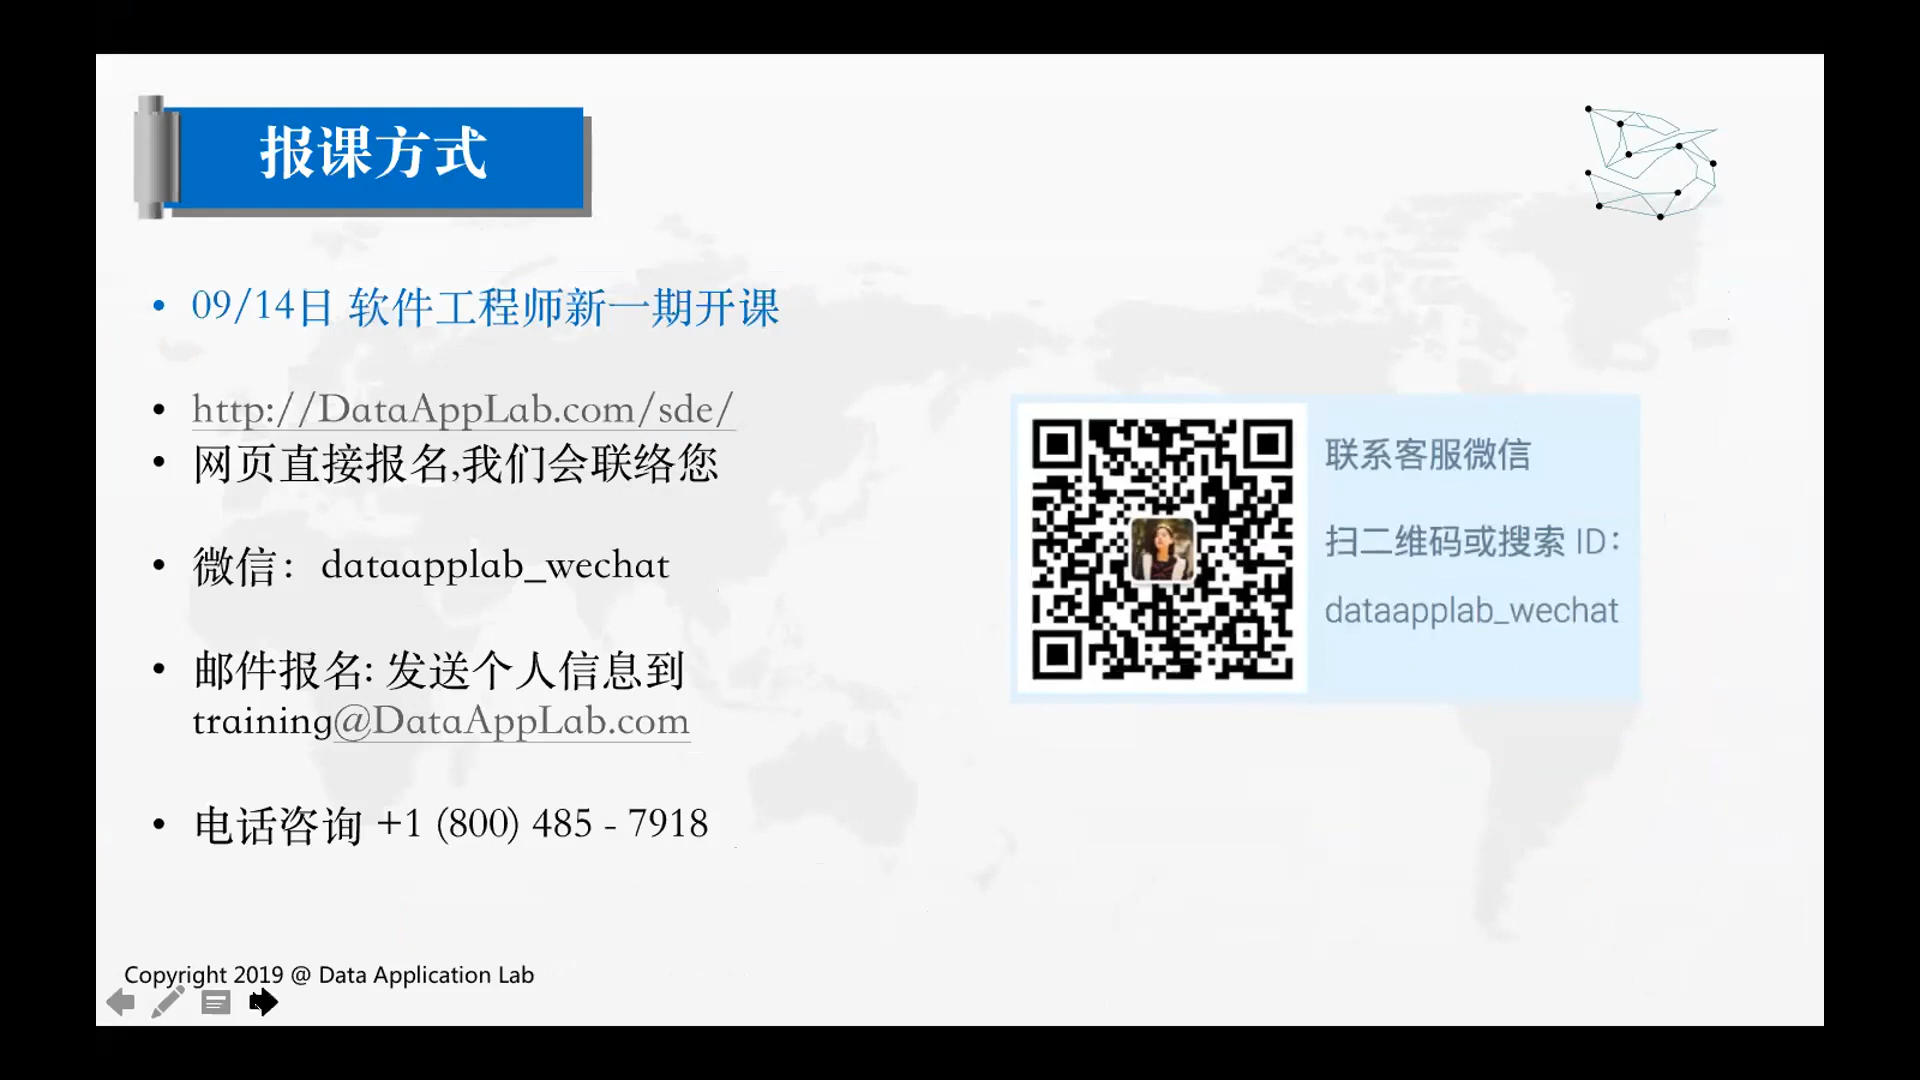 报课方式
09/14日 软件工程师新一期开课
http://DataAppLab.com/sde/
网页直接报名,我们会联络您
微信：dataapplab_wechat
邮件报名: 发送个人信息到
training@DataAppLab.com
电话咨询 +1 (800) 485 - 7918
联系客服微信
扫二维码或搜索 ID：
dataapplab_wechat
Copyright 2019 @ Data Application Lab